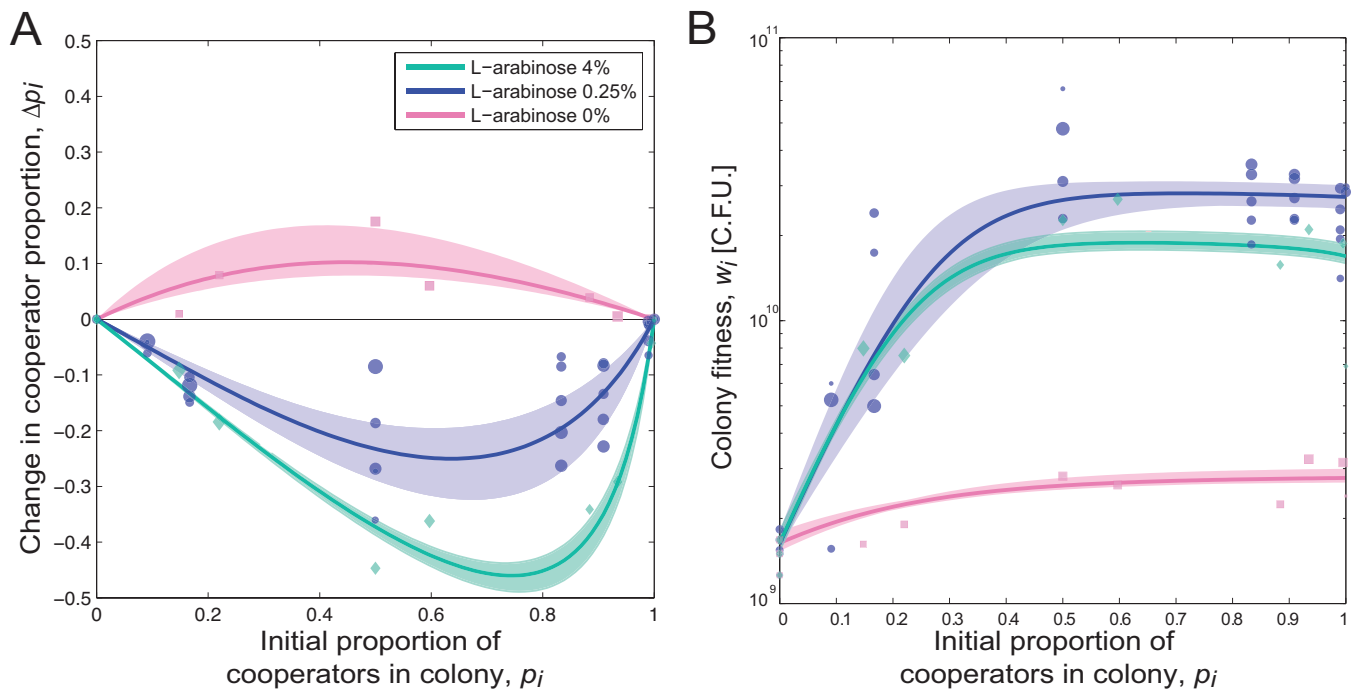 A
0.5
0.4
0.3
0.2
0.1
0
−0.1
−0.2
−0.3
−0.4
−0.5
Change in cooperator proportion, Δpi
L−arabinose 4%
L−arabinose 0.25%
L−arabinose 0%
0 0.2 0.4 0.6 0.8 1
Initial proportion of
cooperators in colony, pi
B
10^11
10^10
10^9
Colony fitness, wi [C.F.U.]
0 0.1 0.2 0.3 0.4 0.5 0.6 0.7 0.8 0.9 1
Initial proportion of
cooperators in colony, pi